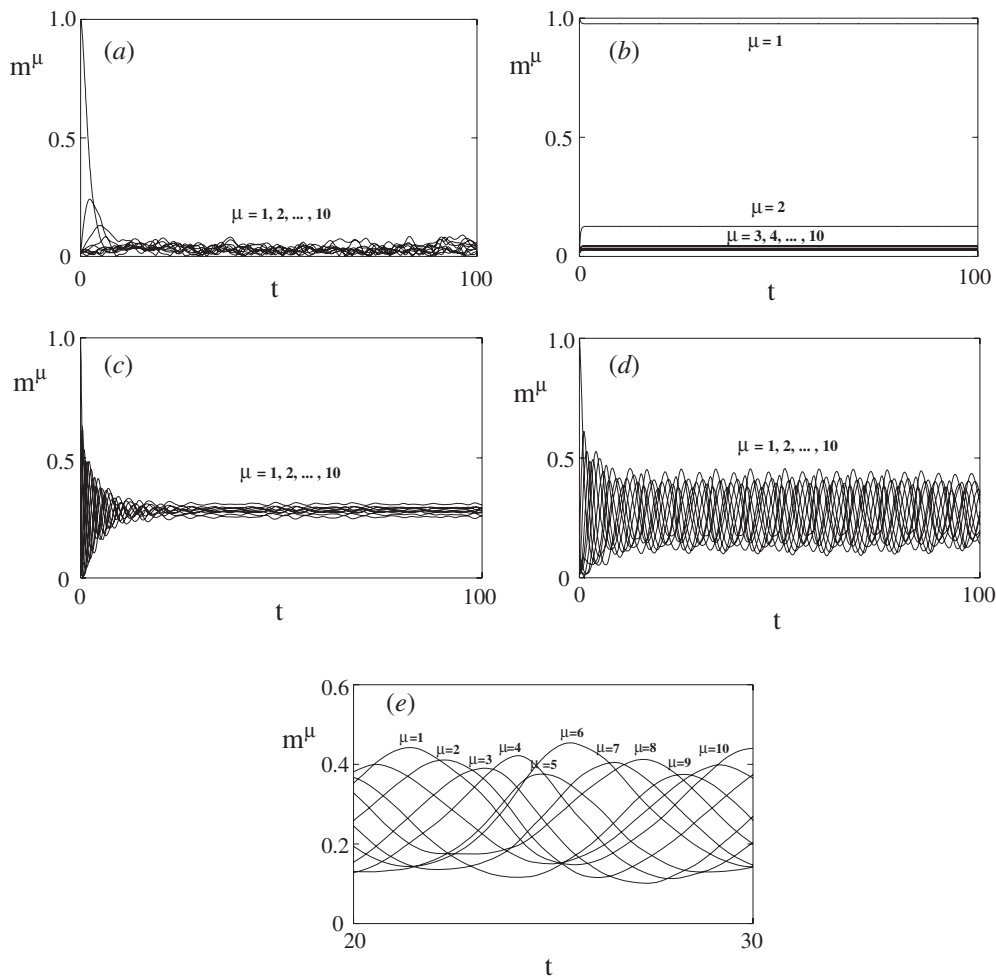 1.0
(a)
m^μ
0.5
μ = 1, 2, ... , 10
0
0
100
t
1.0
(b)
μ = 1
m^μ
0.5
μ = 2
μ = 3, 4, ... , 10
0
0
100
t
1.0
(c)
m^μ
0.5
μ = 1, 2, ... , 10
0
0
100
t
1.0
(d)
m^μ
μ = 1, 2, ... , 10
0.5
0
0
100
t
0.6
(e)
m^μ
μ=1
μ=2
μ=3
μ=4
μ=5
μ=6
μ=7
μ=8
μ=9
μ=10
0.4
0.2
0
20
30
t